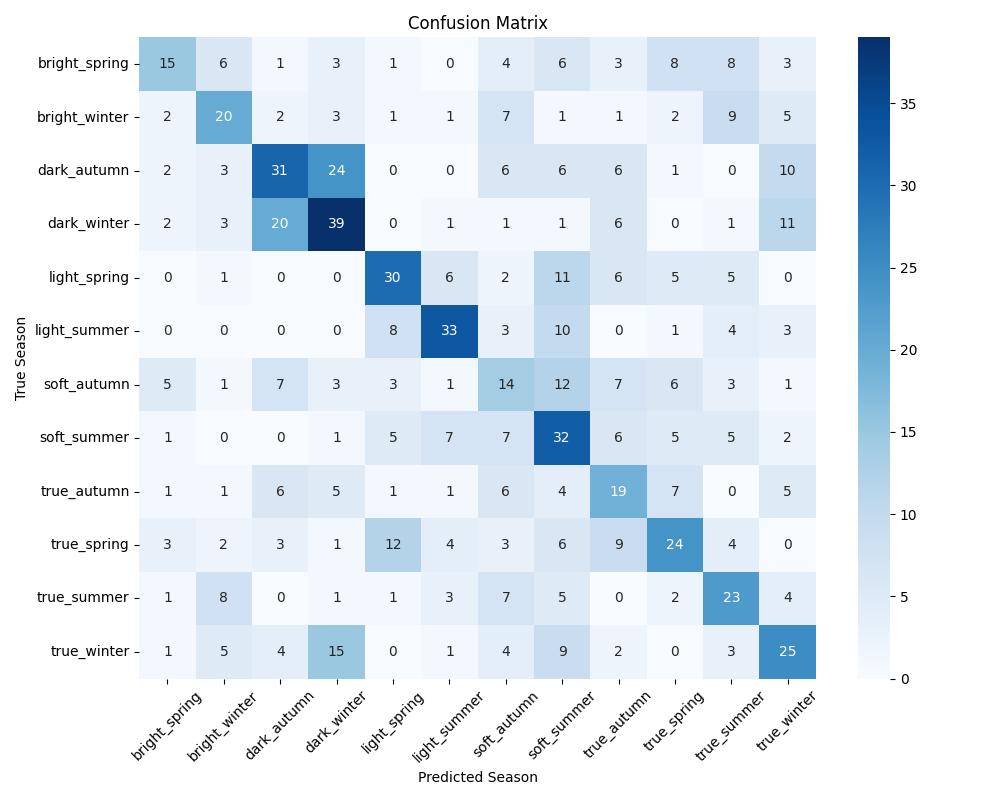 Confusion Matrix
bright_spring 15 6 1 3 1 0 4 6 3 8 8 3
bright_winter 2 20 2 3 1 1 7 1 1 2 9 5
dark_autumn 2 3 31 24 0 0 6 6 6 1 0 10
dark_winter 2 3 20 39 0 1 1 1 6 0 1 11
light_spring 0 1 0 0 30 6 2 11 6 5 5 0
light_summer 0 0 0 0 8 33 3 10 0 1 4 3
soft_autumn 5 1 7 3 3 1 14 12 7 6 3 1
soft_summer 1 0 0 1 5 7 7 32 6 5 5 2
true_autumn 1 1 6 5 1 1 6 4 19 7 0 5
true_spring 3 2 3 1 12 4 3 6 9 24 4 0
true_summer 1 8 0 1 1 3 7 5 0 2 23 4
true_winter 1 5 4 15 0 1 4 9 2 0 3 25
bright_spring bright_winter dark_autumn dark_winter light_spring light_summer soft_autumn soft_summer true_autumn true_spring true_summer true_winter
Predicted Season
True Season
35
30
25
20
15
10
5
0